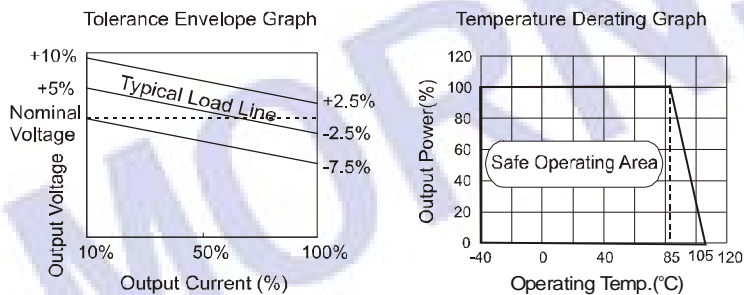 Tolerance Envelope Graph
+10%
+5%
Nominal
Voltage
Output Voltage
Typical Load Line
+2.5%
-2.5%
-7.5%
10% 50% 100%
Output Current (%)
Temperature Derating Graph
120
100
80
60
40
20
0
Output Power(%)
Safe Operating Area
-40 0 40 85 105 120
Operating Temp.(°C)
MORN